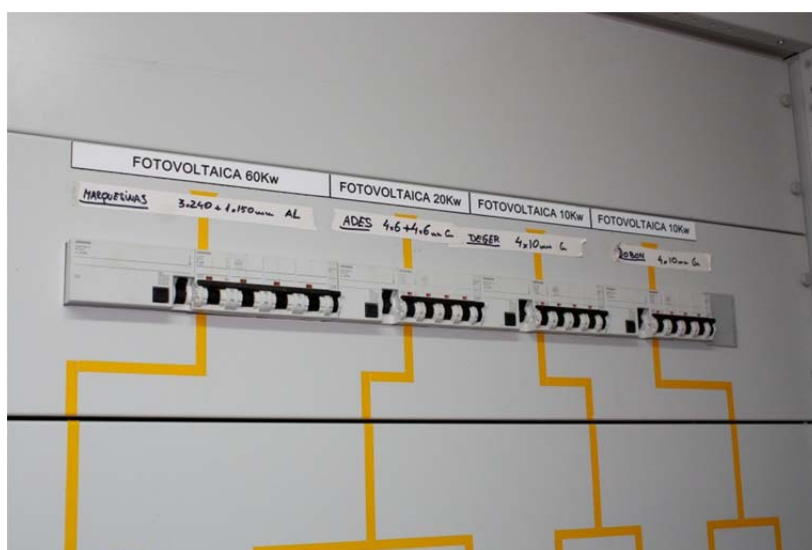 FOTOVOLTAICA 60Kw
FOTOVOLTAICA 20Kw
FOTOVOLTAICA 10Kw
FOTOVOLTAICA 10Kw
MARQUESINAS 3x240 + 1x150mm AL
ADES 4x6+4x6mm Cu
DEGER 4x10mm Cu
4x10mm Cu